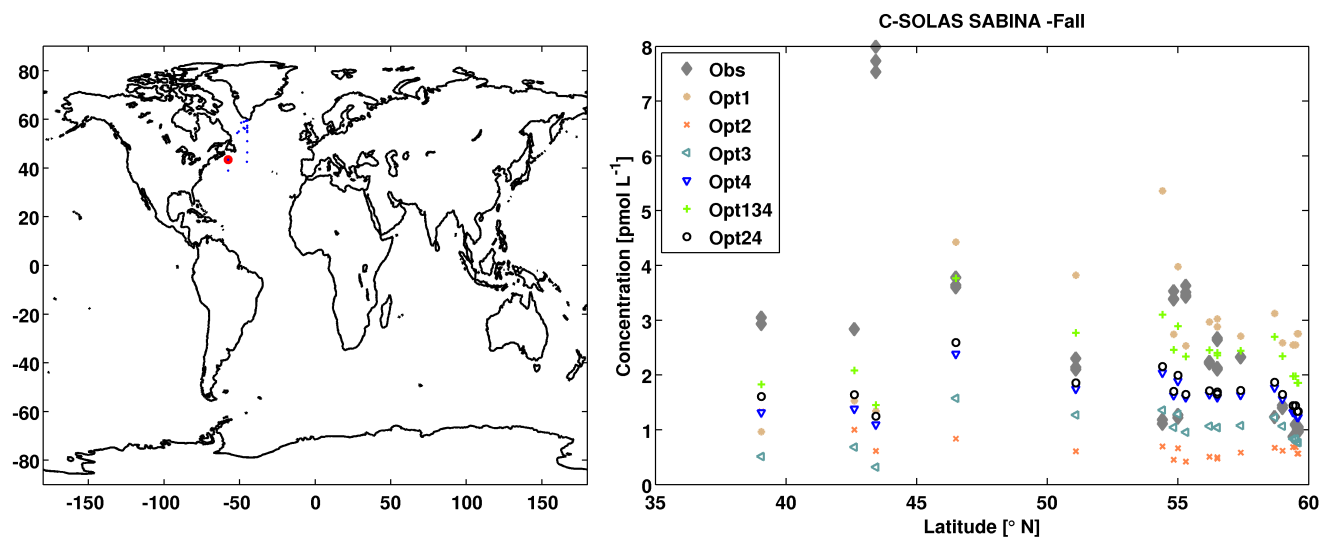 C-SOLAS SABINA -Fall
80
60
40
20
0
-20
-40
-60
-80
-150 -100 -50 0 50 100 150
8
7
6
5
4
3
2
1
0
Concentration [pmol L⁻¹]
Obs
Opt1
Opt2
Opt3
Opt4
Opt134
Opt24
35 40 45 50 55 60
Latitude [° N]